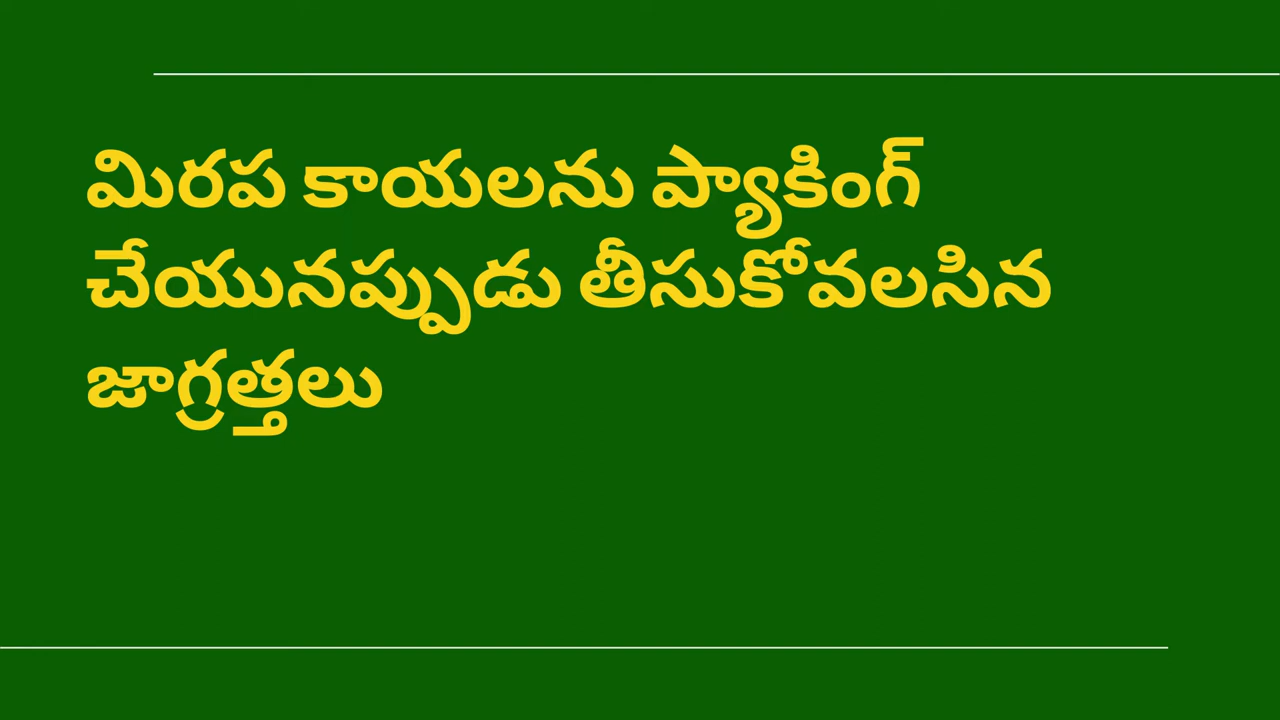 మిరప కాయలను ప్యాకింగ్
చేయునప్పుడు తీసుకోవలసిన
జాగ్రత్తలు